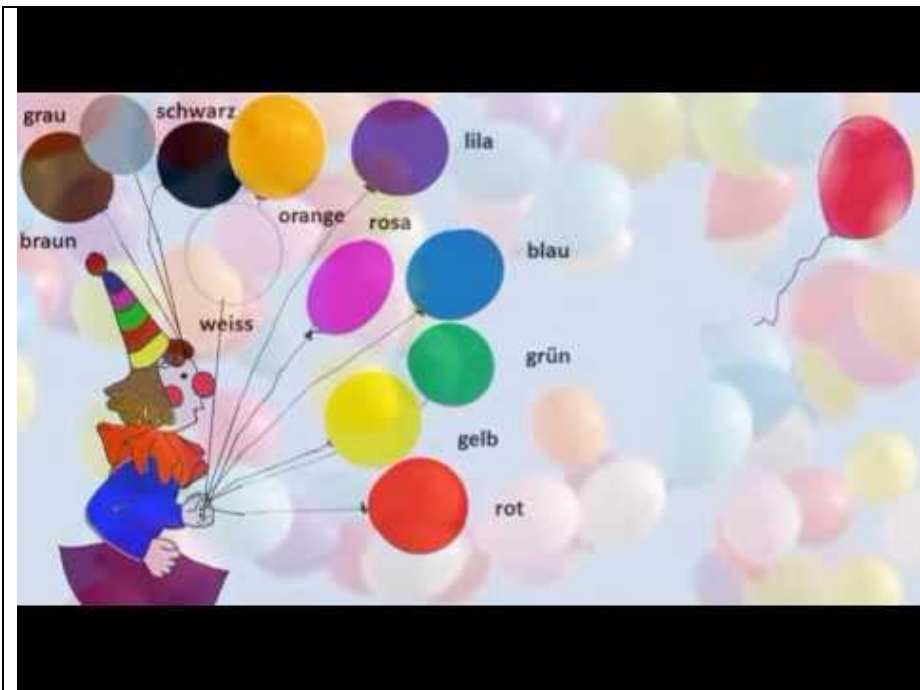 grau
schwarz
lila
orange
rosa
braun
blau
weiss
grün
gelb
rot